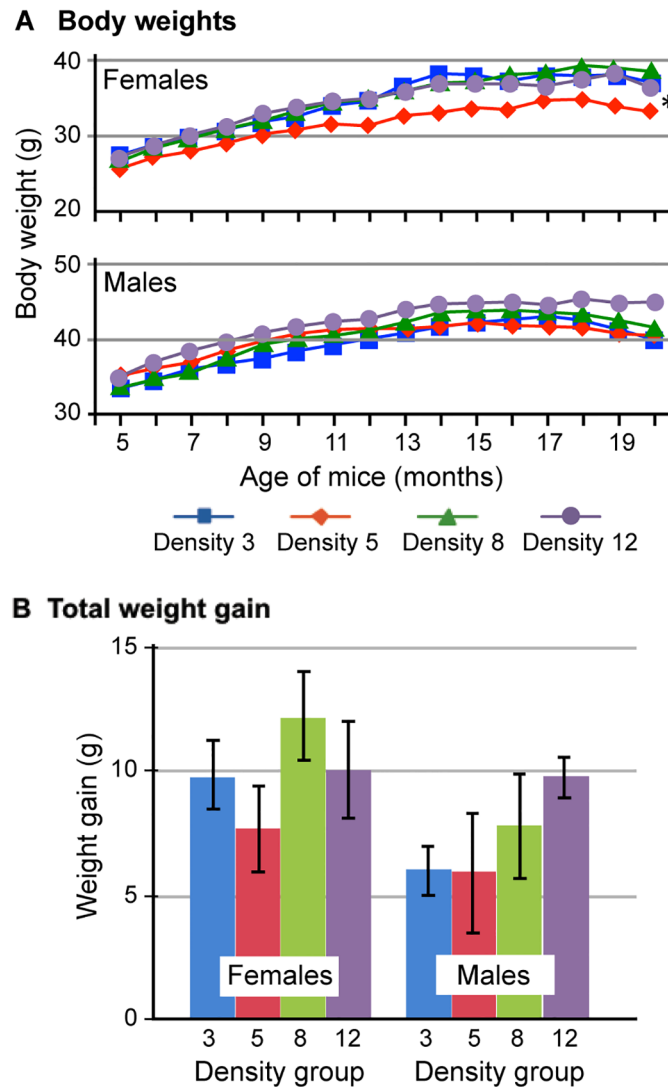 A Body weights
40
Females
30
20
*
50
Males
40
30
Body weight (g)
5 7 9 11 13 15 17 19
Age of mice (months)
Density 3 Density 5 Density 8 Density 12
B Total weight gain
15
10
5
0
Weight gain (g)
Females Males
3 5 8 12 3 5 8 12
Density group Density group